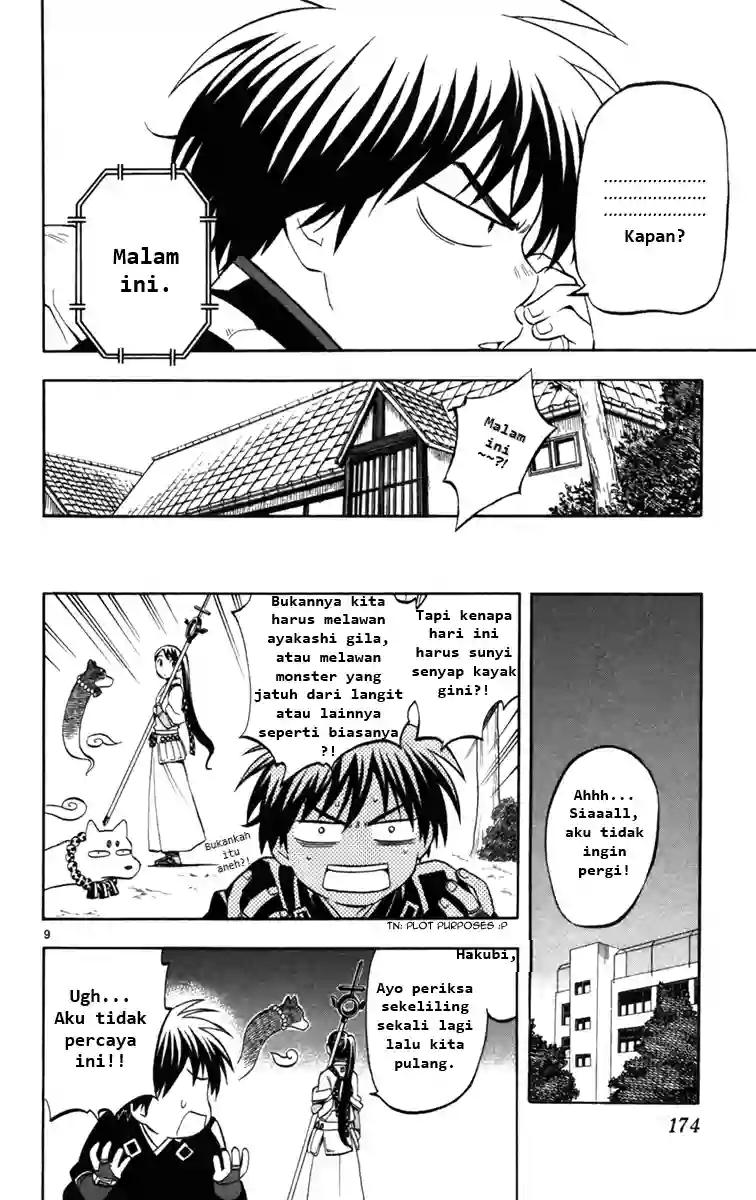 ....................
....................
....................
Kapan?
Malam
ini.
Malam
ini
~~?!
Ahhh...
Siaaall,
aku tidak
ingin
pergi!
Tapi kenapa
hari ini
harus sunyi
senyap kayak
gini?!
Bukannya kita
harus melawan
ayakashi gila,
atau melawan
monster yang
jatuh dari langit
atau lainnya
seperti biasanya
?!
Bukankah
itu
aneh?!
TN: PLOT PURPOSES :P
9
Hakubi,
Ayo periksa
sekeliling
sekali lagi
lalu kita
pulang.
Ugh...
Aku tidak
percaya
ini!!
174